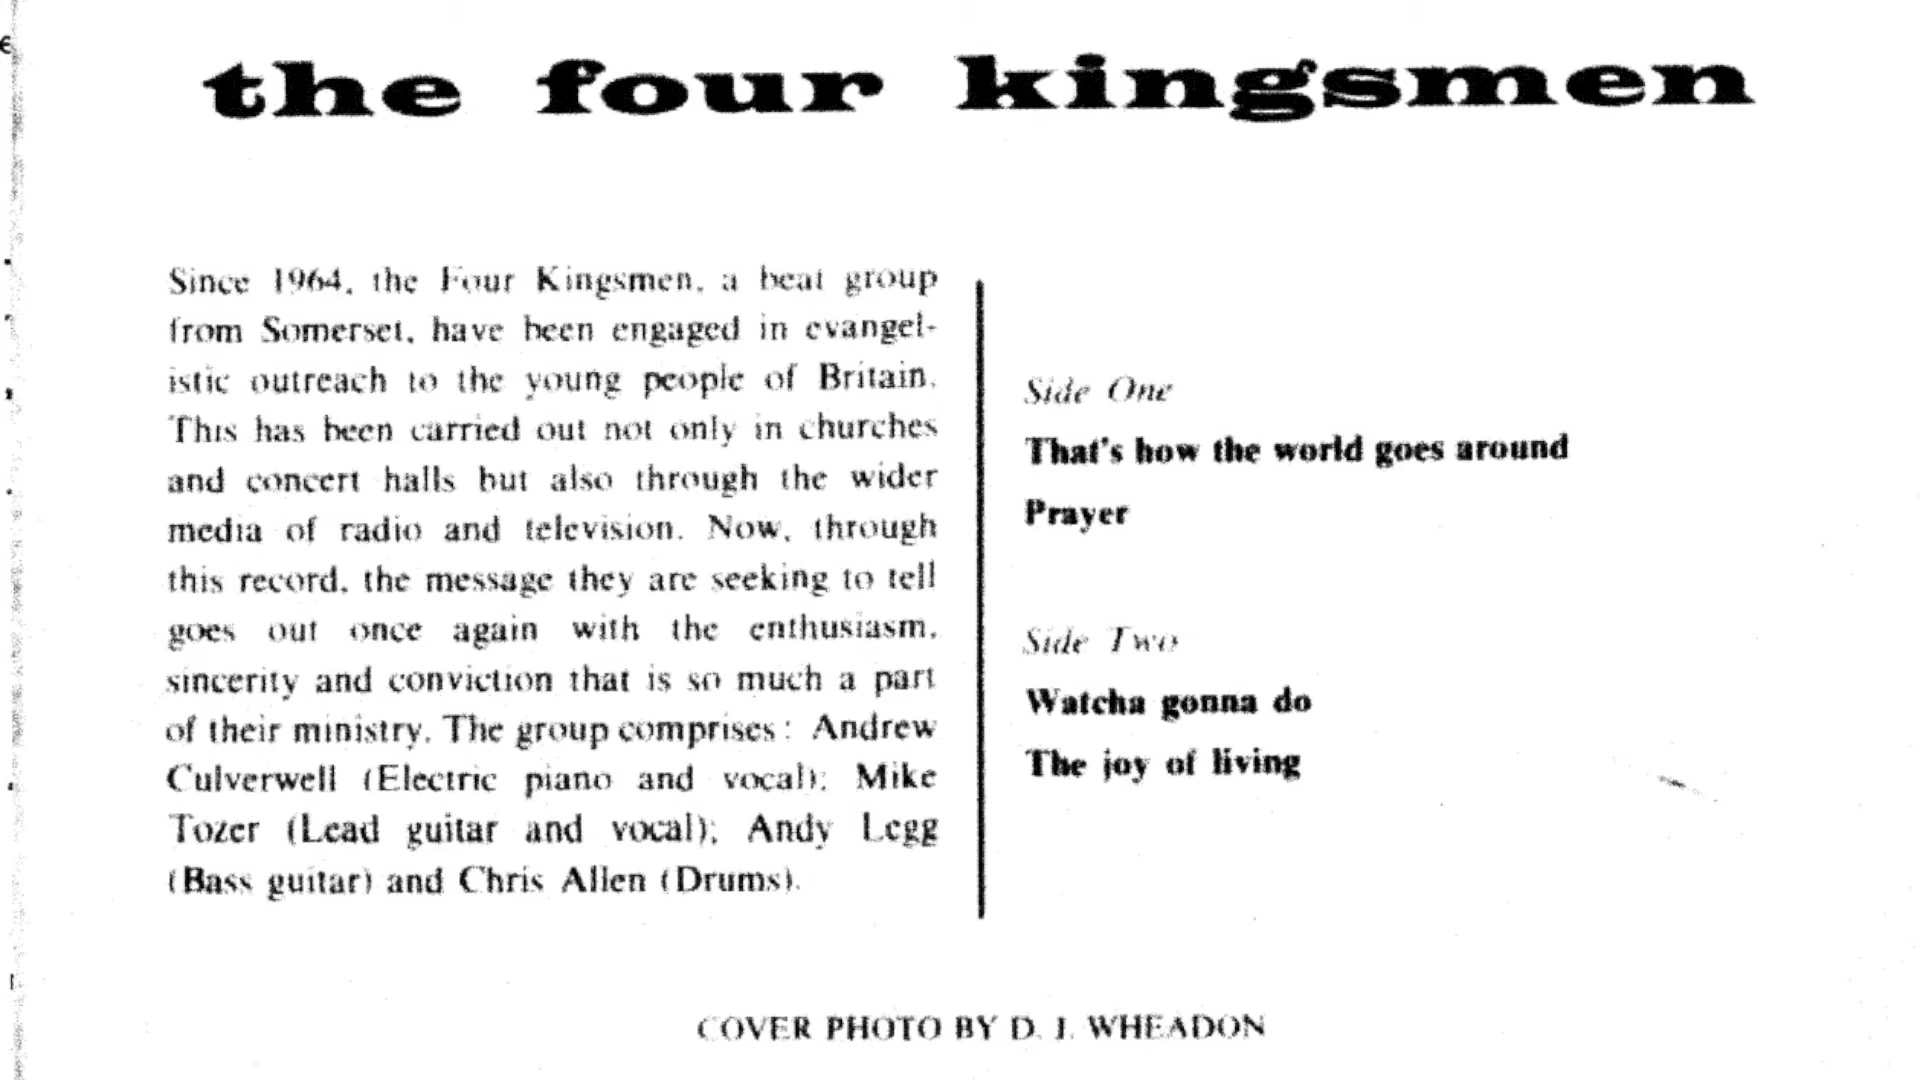 the four kingsmen
Since 1964, the Four Kingsmen, a beat group
from Somerset, have been engaged in evangel-
istic outreach to the young people of Britain.
This has been carried out not only in churches
and concert halls but also through the wider
media of radio and television. Now, through
this record, the message they are seeking to tell
goes out once again with the enthusiasm,
sincerity and conviction that is so much a part
of their ministry. The group comprises: Andrew
Culverwell (Electric piano and vocal); Mike
Tozer (Lead guitar and vocal); Andy Legg
(Bass guitar) and Chris Allen (Drums).
Side One
That's how the world goes around
Prayer
Side Two
Watcha gonna do
The joy of living
COVER PHOTO BY D. J. WHEADON